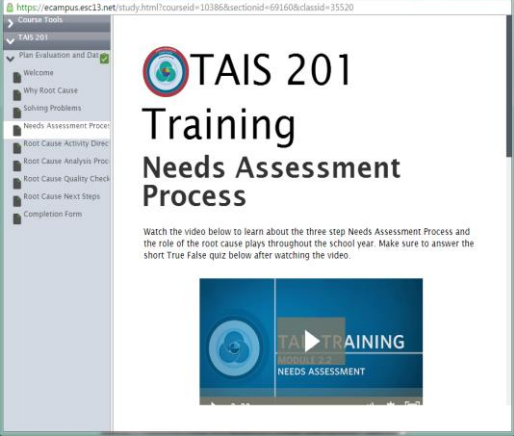 https://ecampus.esc13.net/study.html?courseid=10386&sectionid=69160&classid=35520
Course Tools
TAIS 201
Plan Evaluation and Dat
Welcome
Why Root Cause
Solving Problems
Needs Assessment Proces
Root Cause Activity Direc
Root Cause Analysis Proc
Root Cause Quality Check
Root Cause Next Steps
Completion Form
TAIS 201
Training
Needs Assessment
Process
Watch the video below to learn about the three step Needs Assessment Process and
the role of the root cause plays throughout the school year. Make sure to answer the
short True False quiz below after watching the video.
TAIS TRAINING
MODULE 2.2
NEEDS ASSESSMENT